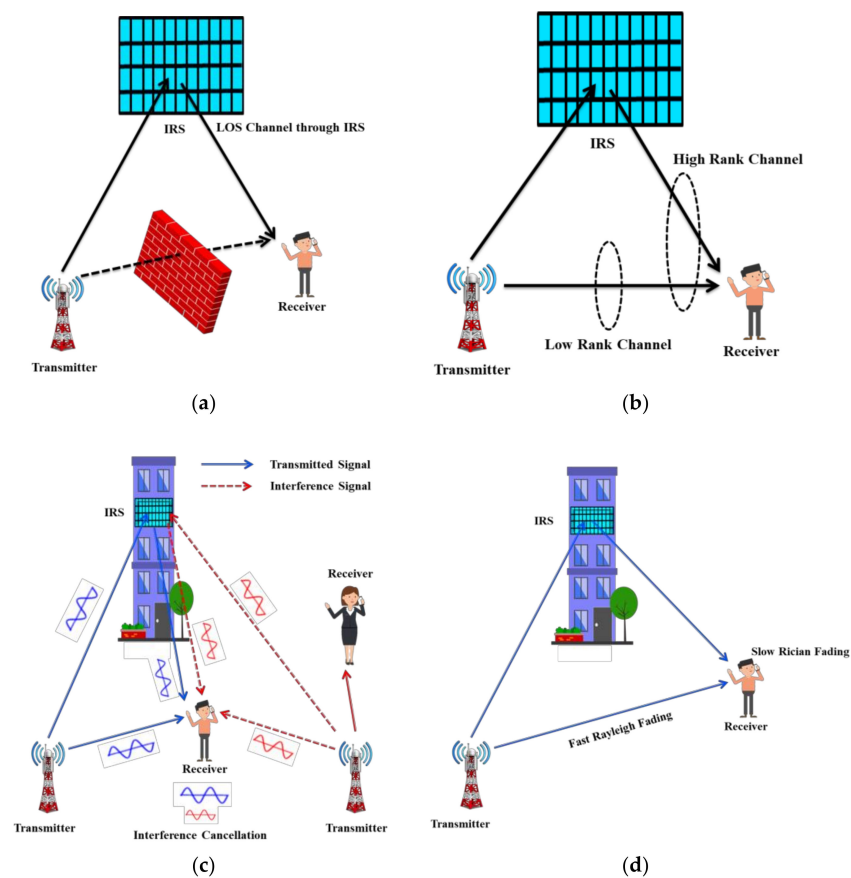 IRS
LOS Channel through IRS
Receiver
Transmitter
(a)
IRS
High Rank Channel
Low Rank Channel
Receiver
Transmitter
(b)
Transmitted Signal
Interference Signal
IRS
Receiver
Receiver
Transmitter
Interference Cancellation
Transmitter
(c)
IRS
Slow Rician Fading
Receiver
Fast Rayleigh Fading
Transmitter
(d)